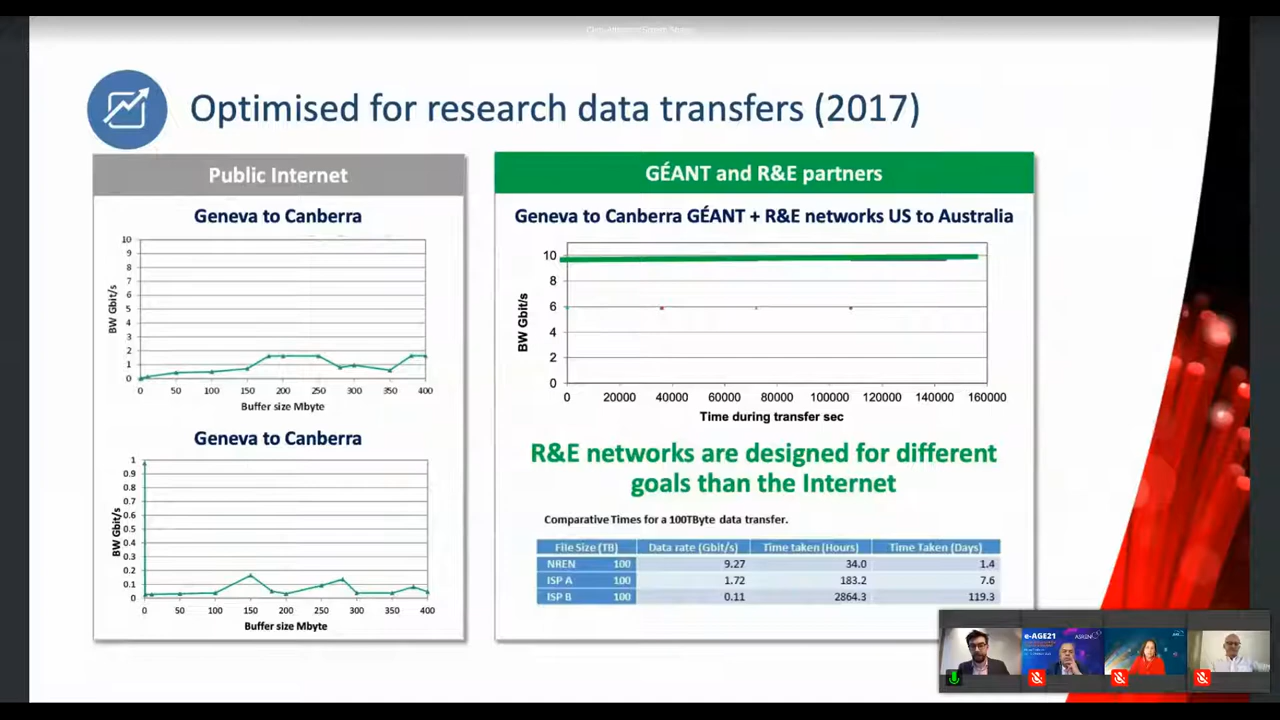 Optimised for research data transfers (2017)
Public Internet
Geneva to Canberra
10
9
8
7
6
5
4
3
2
1
0
BW Gbit/s
0 50 100 150 200 250 300 350 400
Buffer size Mbyte
Geneva to Canberra
1
0.9
0.8
0.7
0.6
0.5
0.4
0.3
0.2
0.1
0
BW Gbit/s
0 50 100 150 200 250 300 350 400
Buffer size Mbyte
GÉANT and R&E partners
Geneva to Canberra GÉANT + R&E networks US to Australia
10
8
6
4
2
0
BW Gbit/s
0 20000 40000 60000 80000 100000 120000 140000 160000
Time during transfer sec
R&E networks are designed for different
goals than the Internet
Comparative Times for a 100TByte data transfer.
File Size (TB) Data rate (Gbit/s) Time taken (Hours) Time Taken (Days)
NREN 100 9.27 34.0 1.4
ISP A 100 1.72 183.2 7.6
ISP B 100 0.11 2864.3 119.3
e-AGE21